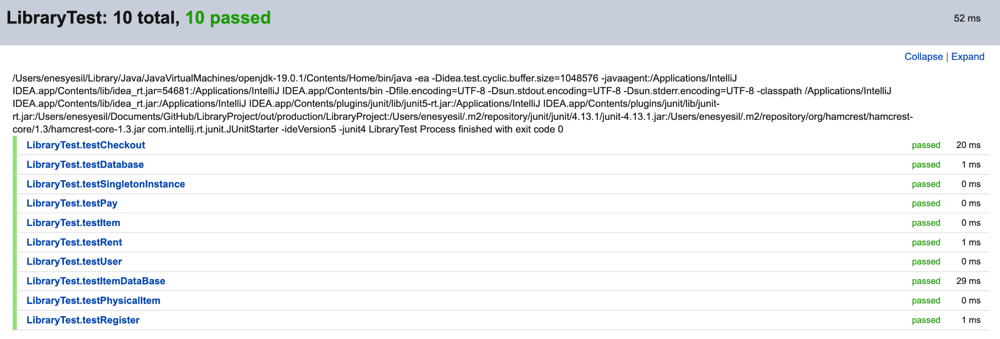 LibraryTest: 10 total, 10 passed 52 ms
Collapse | Expand
/Users/enesyesil/Library/Java/JavaVirtualMachines/openjdk-19.0.1/Contents/Home/bin/java -ea -Didea.test.cyclic.buffer.size=1048576 -javaagent:/Applications/IntelliJ
IDEA.app/Contents/lib/idea_rt.jar=54681:/Applications/IntelliJ IDEA.app/Contents/bin -Dfile.encoding=UTF-8 -Dsun.stdout.encoding=UTF-8 -Dsun.stderr.encoding=UTF-8 -classpath /Applications/IntelliJ
IDEA.app/Contents/lib/idea_rt.jar:/Applications/IntelliJ IDEA.app/Contents/plugins/junit/lib/junit5-rt.jar:/Applications/IntelliJ IDEA.app/Contents/plugins/junit/lib/junit-
rt.jar:/Users/enesyesil/Documents/GitHub/LibraryProject/out/production/LibraryProject:/Users/enesyesil/.m2/repository/junit/junit/4.13.1/junit-4.13.1.jar:/Users/enesyesil/.m2/repository/org/hamcrest/hamcrest-
core/1.3/hamcrest-core-1.3.jar com.intellij.rt.junit.JUnitStarter -ideVersion5 -junit4 LibraryTest Process finished with exit code 0
LibraryTest.testCheckout passed 20 ms
LibraryTest.testDatabase passed 1 ms
LibraryTest.testSingletonInstance passed 0 ms
LibraryTest.testPay passed 0 ms
LibraryTest.testItem passed 0 ms
LibraryTest.testRent passed 1 ms
LibraryTest.testUser passed 0 ms
LibraryTest.testItemDataBase passed 29 ms
LibraryTest.testPhysicalItem passed 0 ms
LibraryTest.testRegister passed 1 ms